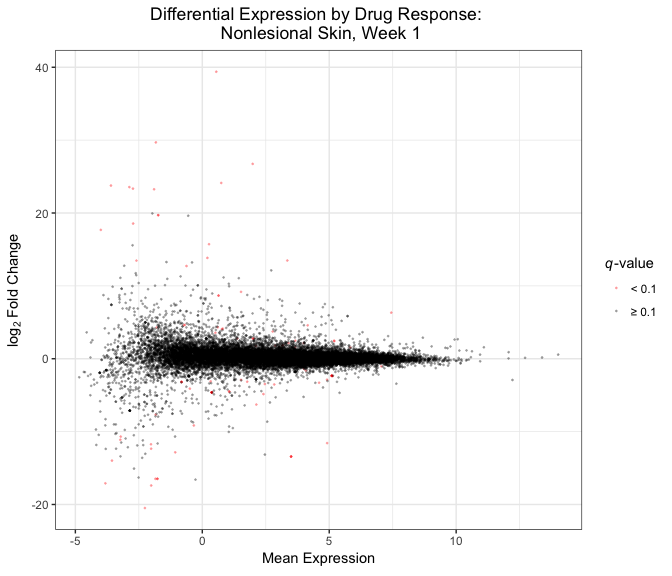 Differential Expression by Drug Response:
Nonlesional Skin, Week 1
40
20
0
-20
-5
0
5
10
log₂ Fold Change
Mean Expression
q-value
< 0.1
≥ 0.1